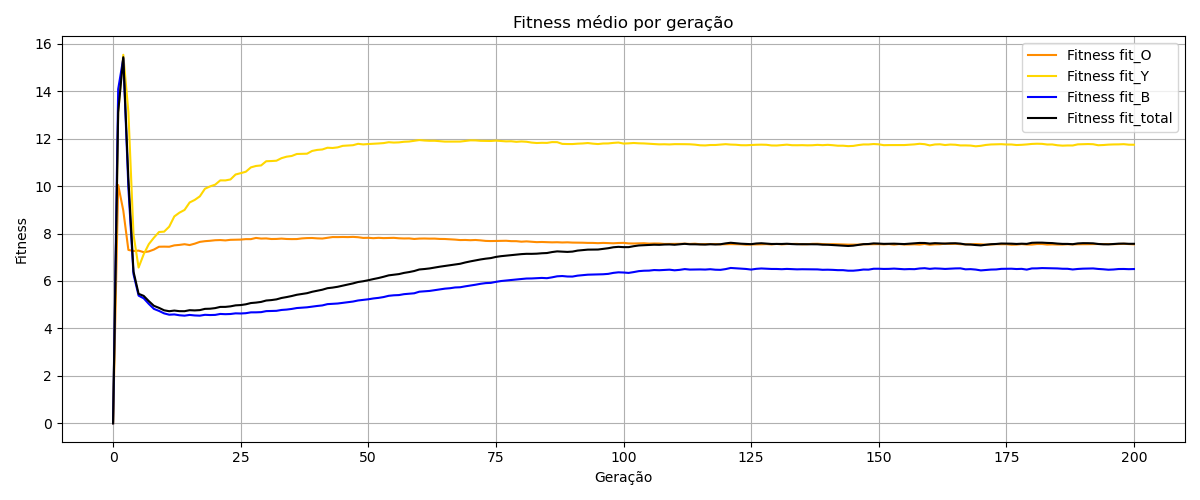 Fitness médio por geração
Fitness
16
14
12
10
8
6
4
2
0
Fitness fit_O
Fitness fit_Y
Fitness fit_B
Fitness fit_total
0 25 50 75 100 125 150 175 200
Geração